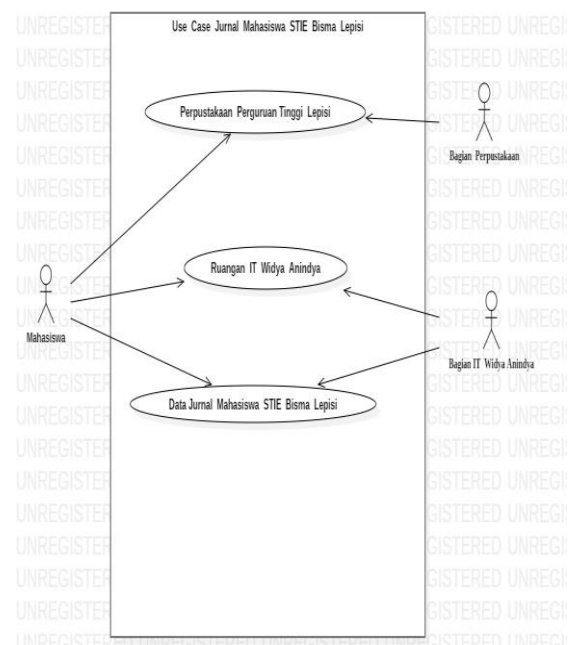 Use Case Jurnal Mahasiswa STIE Bisma Lepisi
Perpustakaan Perguruan Tinggi Lepisi
Bagian Perpustakaan
Ruangan IT Widya Anindya
Mahasiswa
Bagian IT Widya Anindya
Data Jurnal Mahasiswa STIE Bisma Lepisi
UNREGISTERED